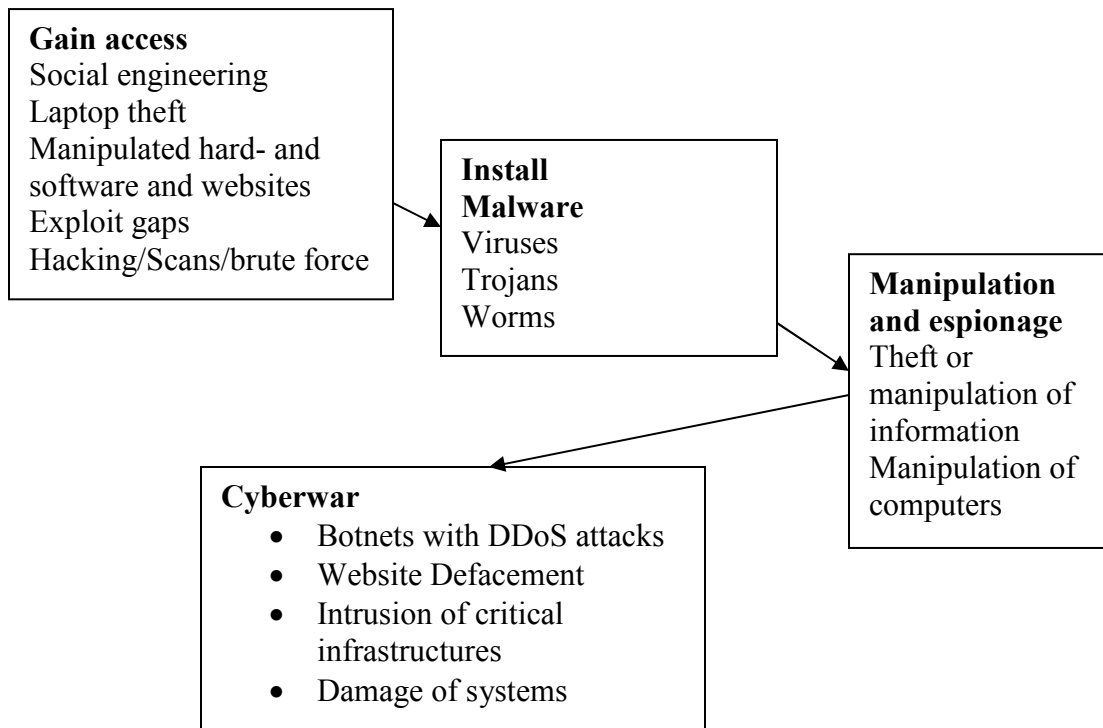 Gain access
Social engineering
Laptop theft
Manipulated hard- and
software and websites
Exploit gaps
Hacking/Scans/brute force
Install
Malware
Viruses
Trojans
Worms
Manipulation
and espionage
Theft or
manipulation of
information
Manipulation of
computers
Cyberwar
• Botnets with DDoS attacks
• Website Defacement
• Intrusion of critical
infrastructures
• Damage of systems